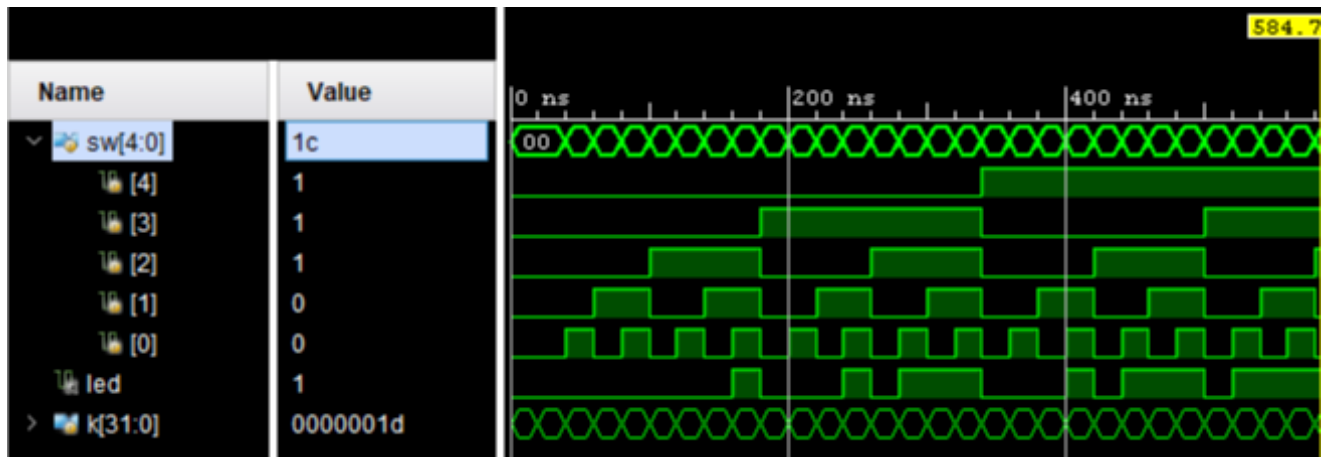 584.7
Name Value 0 ns 200 ns 400 ns
sw[4:0] 1c 00
[4] 1
[3] 1
[2] 1
[1] 0
[0] 0
led 1
k[31:0] 0000001d